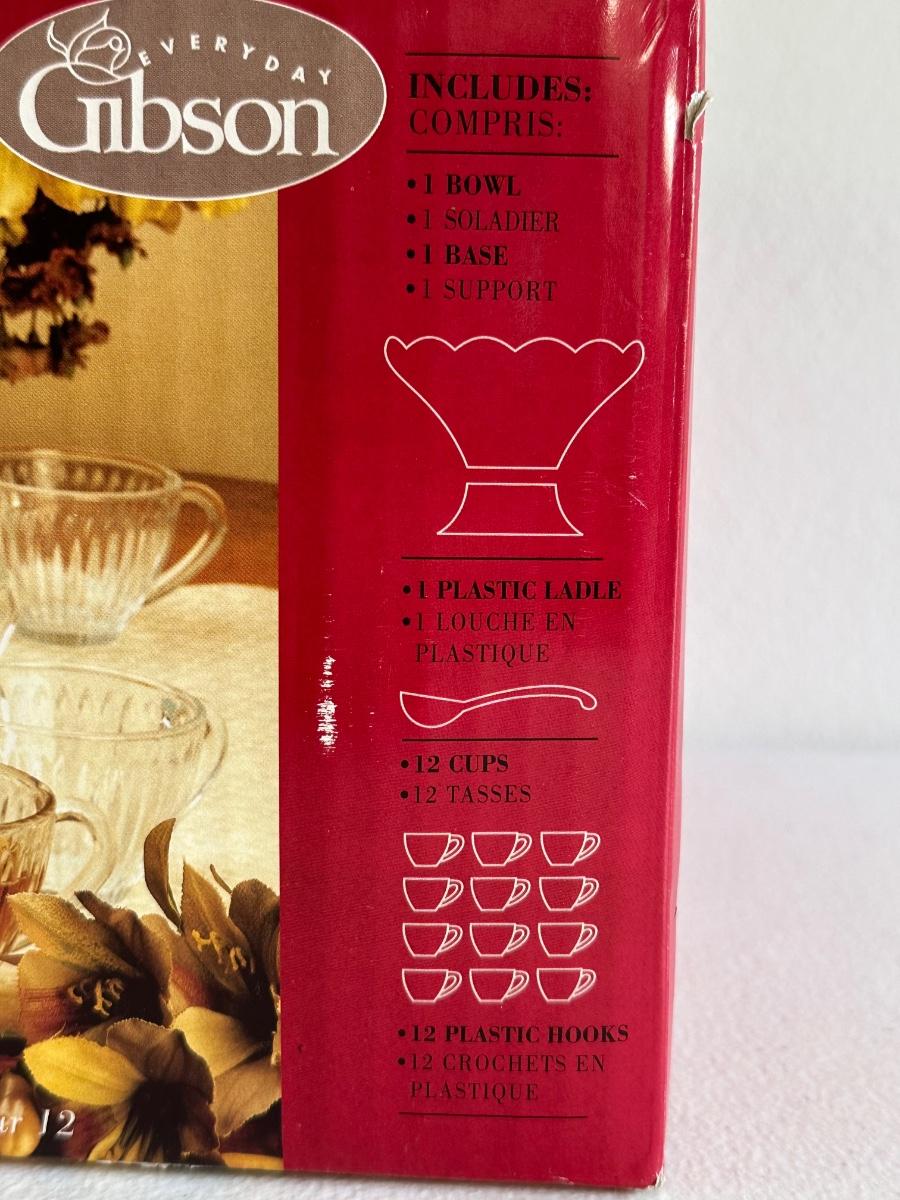 EVERYDAY
Gibson
INCLUDES:
COMPRIS:
• 1 BOWL
• 1 SOLADIER
• 1 BASE
• 1 SUPPORT
• 1 PLASTIC LADLE
• 1 LOUCHE EN
PLASTIQUE
• 12 CUPS
• 12 TASSES
• 12 PLASTIC HOOKS
• 12 CROCHETS EN
PLASTIQUE
12